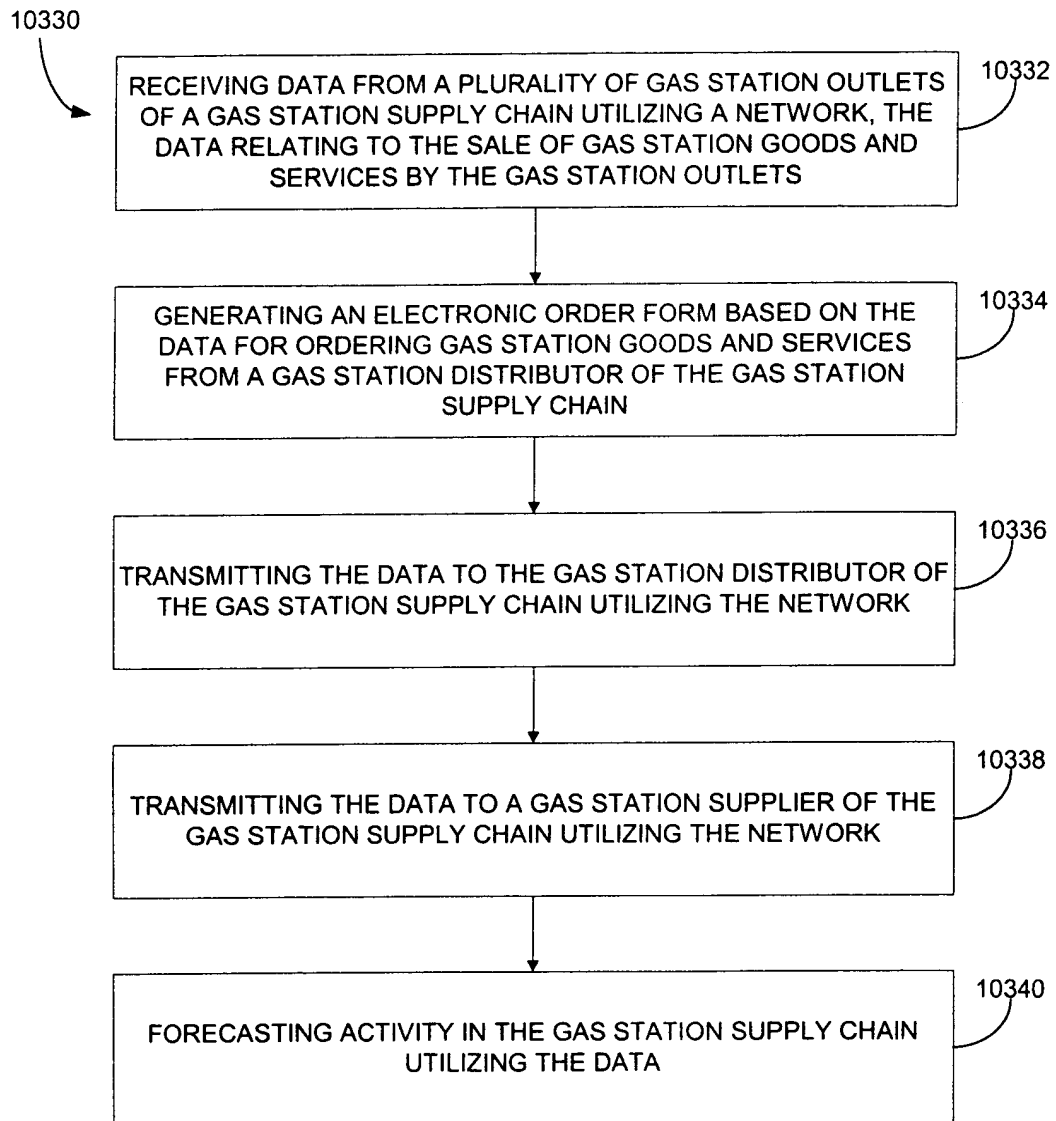 10330
RECEIVING DATA FROM A PLURALITY OF GAS STATION OUTLETS
OF A GAS STATION SUPPLY CHAIN UTILIZING A NETWORK, THE
DATA RELATING TO THE SALE OF GAS STATION GOODS AND
SERVICES BY THE GAS STATION OUTLETS
10332
GENERATING AN ELECTRONIC ORDER FORM BASED ON THE
DATA FOR ORDERING GAS STATION GOODS AND SERVICES
FROM A GAS STATION DISTRIBUTOR OF THE GAS STATION
SUPPLY CHAIN
10334
TRANSMITTING THE DATA TO THE GAS STATION DISTRIBUTOR OF
THE GAS STATION SUPPLY CHAIN UTILIZING THE NETWORK
10336
TRANSMITTING THE DATA TO A GAS STATION SUPPLIER OF THE
GAS STATION SUPPLY CHAIN UTILIZING THE NETWORK
10338
FORECASTING ACTIVITY IN THE GAS STATION SUPPLY CHAIN
UTILIZING THE DATA
10340